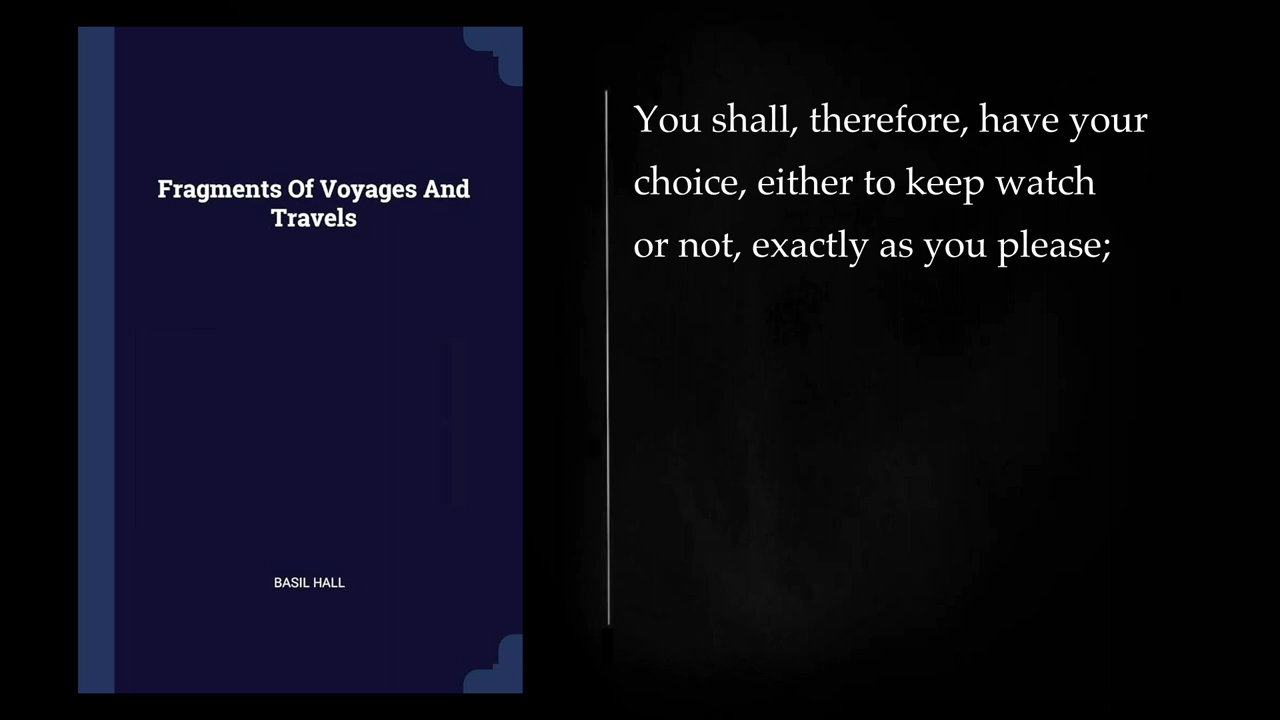 Fragments Of Voyages And
Travels
BASIL HALL
You shall, therefore, have your
choice, either to keep watch
or not, exactly as you please;